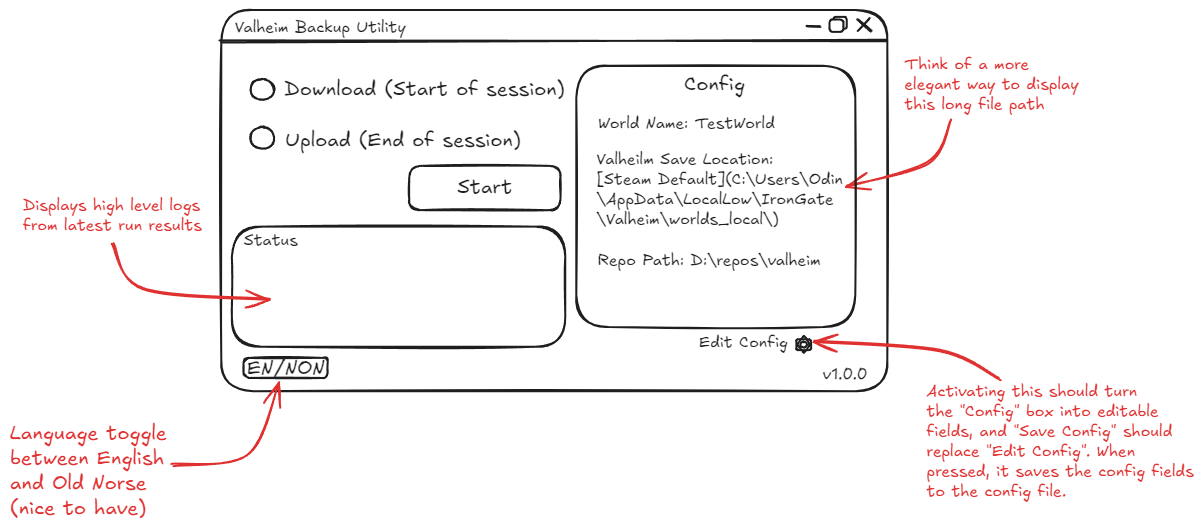 Valheim Backup Utility
Download (Start of session)
Upload (End of session)
Start
Status
EN/NON
Config
World Name: TestWorld
Valheilm Save Location:
[Steam Default](C:\Users\Odin
\AppData\LocalLow\IronGate
\Valheim\worlds_local\)
Repo Path: D:\repos\valheim
Edit Config
v1.0.0
Think of a more
elegant way to display
this long file path
Displays high level logs
from latest run results
Language toggle
between English
and Old Norse
(nice to have)
Activating this should turn
the "Config" box into editable
fields, and "Save Config" should
replace "Edit Config". When
pressed, it saves the config fields
to the config file.